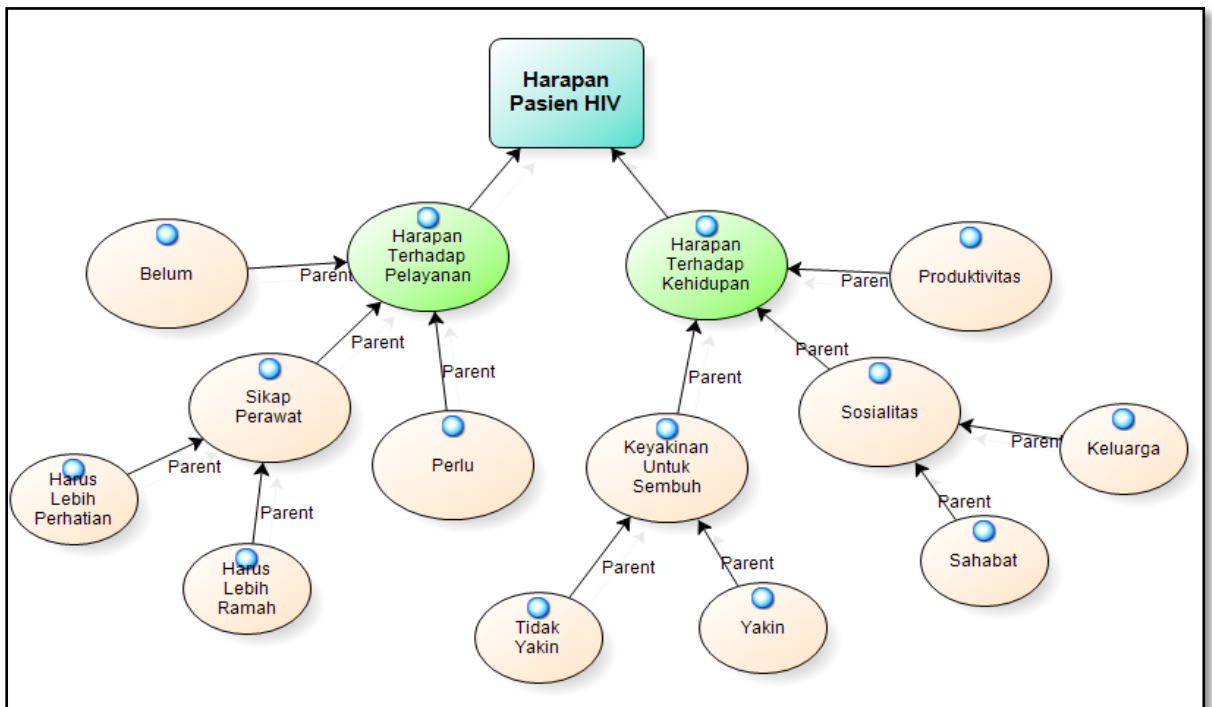 Harapan
Pasien HIV
Harapan
Terhadap
Pelayanan
Harapan
Terhadap
Kehidupan
Belum
Parent
Parent
Produktivitas
Parent
Parent
Sikap
Perawat
Parent
Parent
Sosialitas
Perlu
Keyakinan
Untuk
Sembuh
Parent
Keluarga
Parent
Harus
Lebih
Perhatian
Parent
Parent
Sahabat
Harus
Lebih
Ramah
Parent
Parent
Tidak
Yakin
Yakin